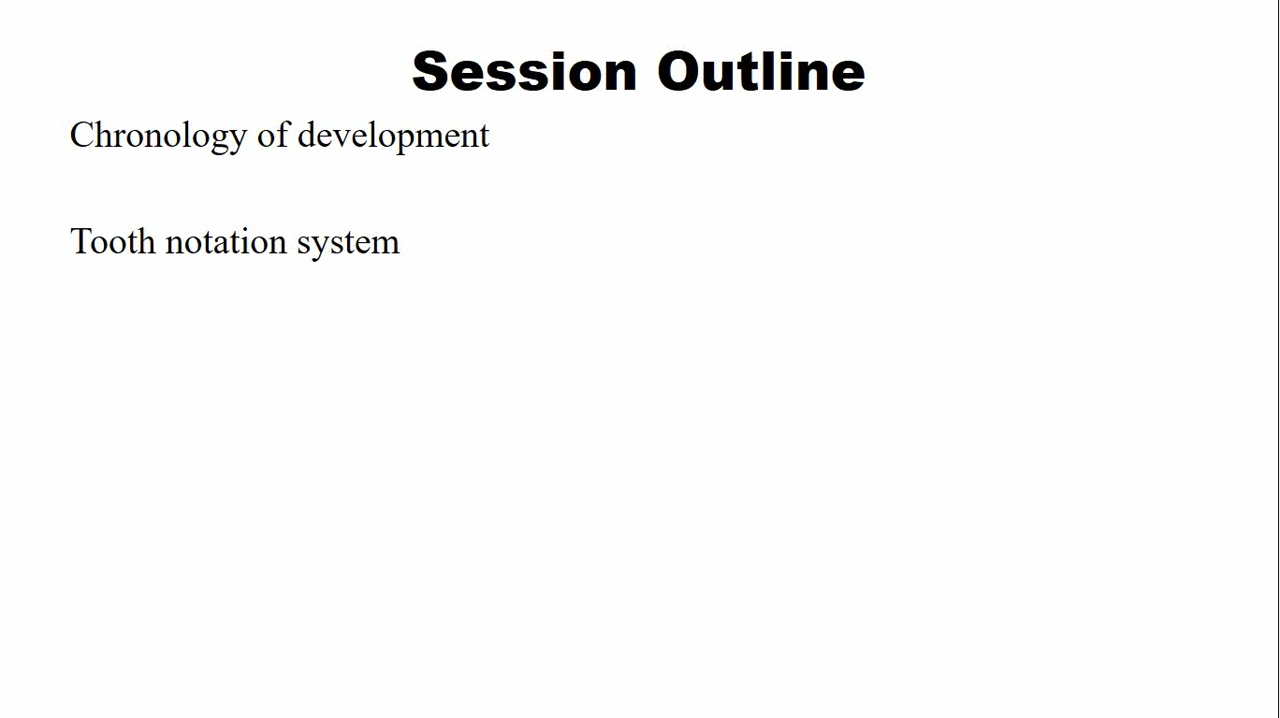 Session Outline
Chronology of development
Tooth notation system